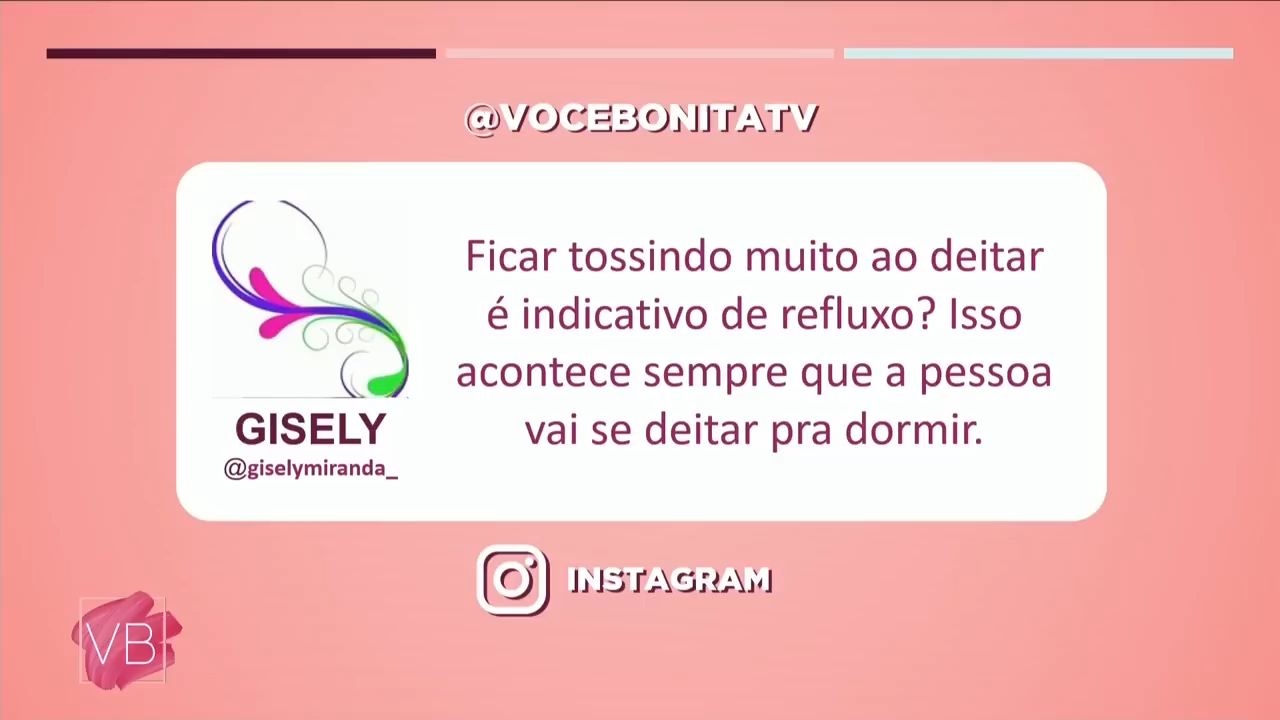 @VOCEBONITATV
Ficar tossindo muito ao deitar
é indicativo de refluxo? Isso
acontece sempre que a pessoa
vai se deitar pra dormir.
GISELY
@giselymiranda_
INSTAGRAM
VB